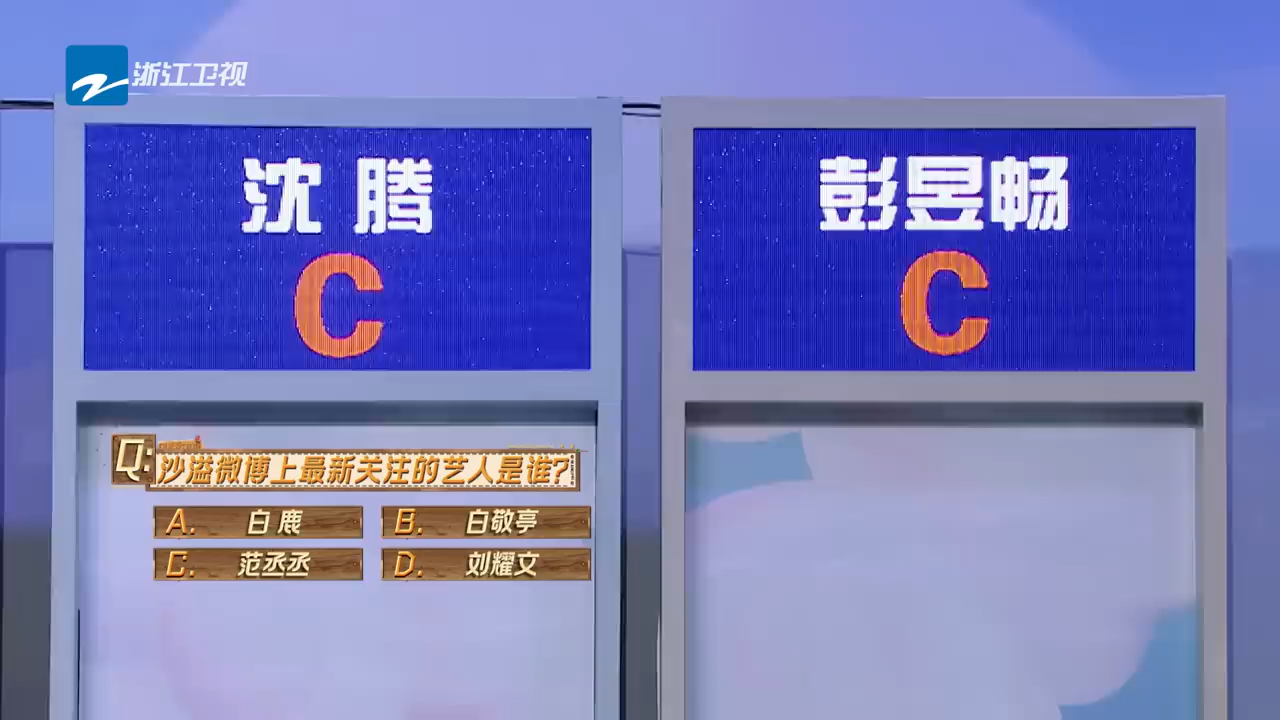 浙江卫视
沈腾
C
彭昱畅
C
Q:
沙溢微博上最新关注的艺人是谁?
A. 白鹿
B. 白敬亭
C. 范丞丞
D. 刘耀文